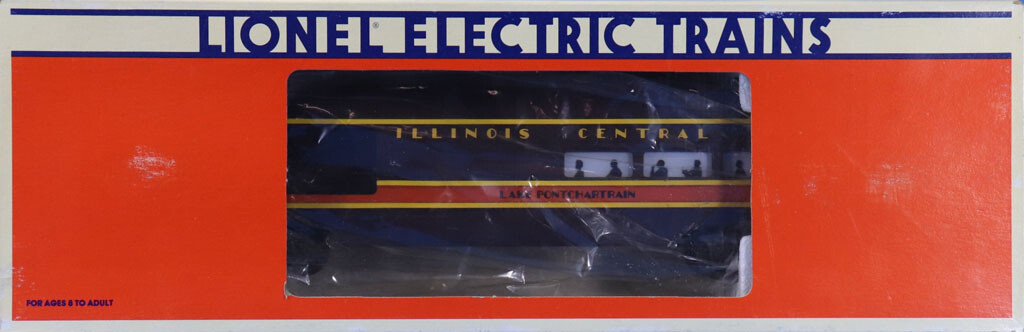 LIONEL® ELECTRIC TRAINS
ILLINOIS CENTRAL
LAKE PONTCHARTRAIN
FOR AGES 8 TO ADULT